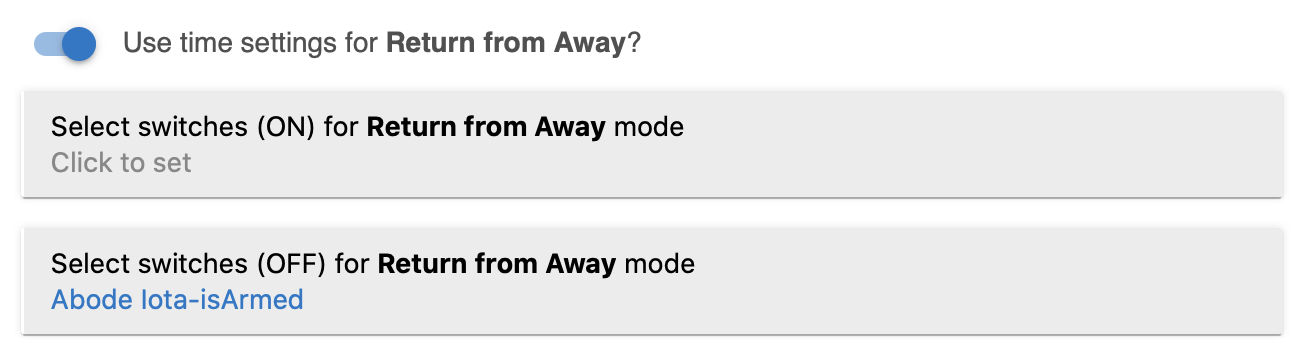 Use time settings for Return from Away?
Select switches (ON) for Return from Away mode
Click to set
Select switches (OFF) for Return from Away mode
Abode Iota-isArmed